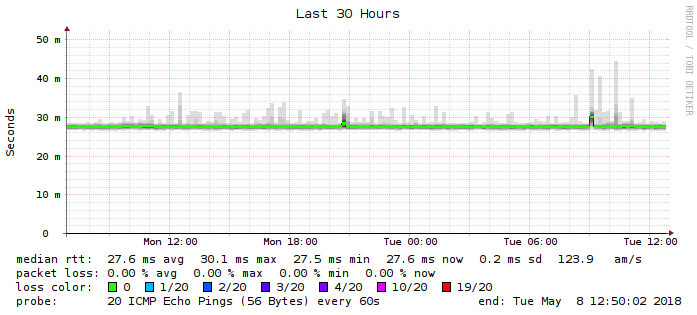 Last 30 Hours
RRDTOOL / TOBI OETIKER
Seconds
50 m
40 m
30 m
20 m
10 m
0
Mon 12:00 Mon 18:00 Tue 00:00 Tue 06:00 Tue 12:00
median rtt: 27.6 ms avg 30.1 ms max 27.5 ms min 27.6 ms now 0.2 ms sd 123.9 am/s
packet loss: 0.00 % avg 0.00 % max 0.00 % min 0.00 % now
loss color: 0 1/20 2/20 3/20 4/20 10/20 19/20
probe: 20 ICMP Echo Pings (56 Bytes) every 60s end: Tue May 8 12:50:02 2018